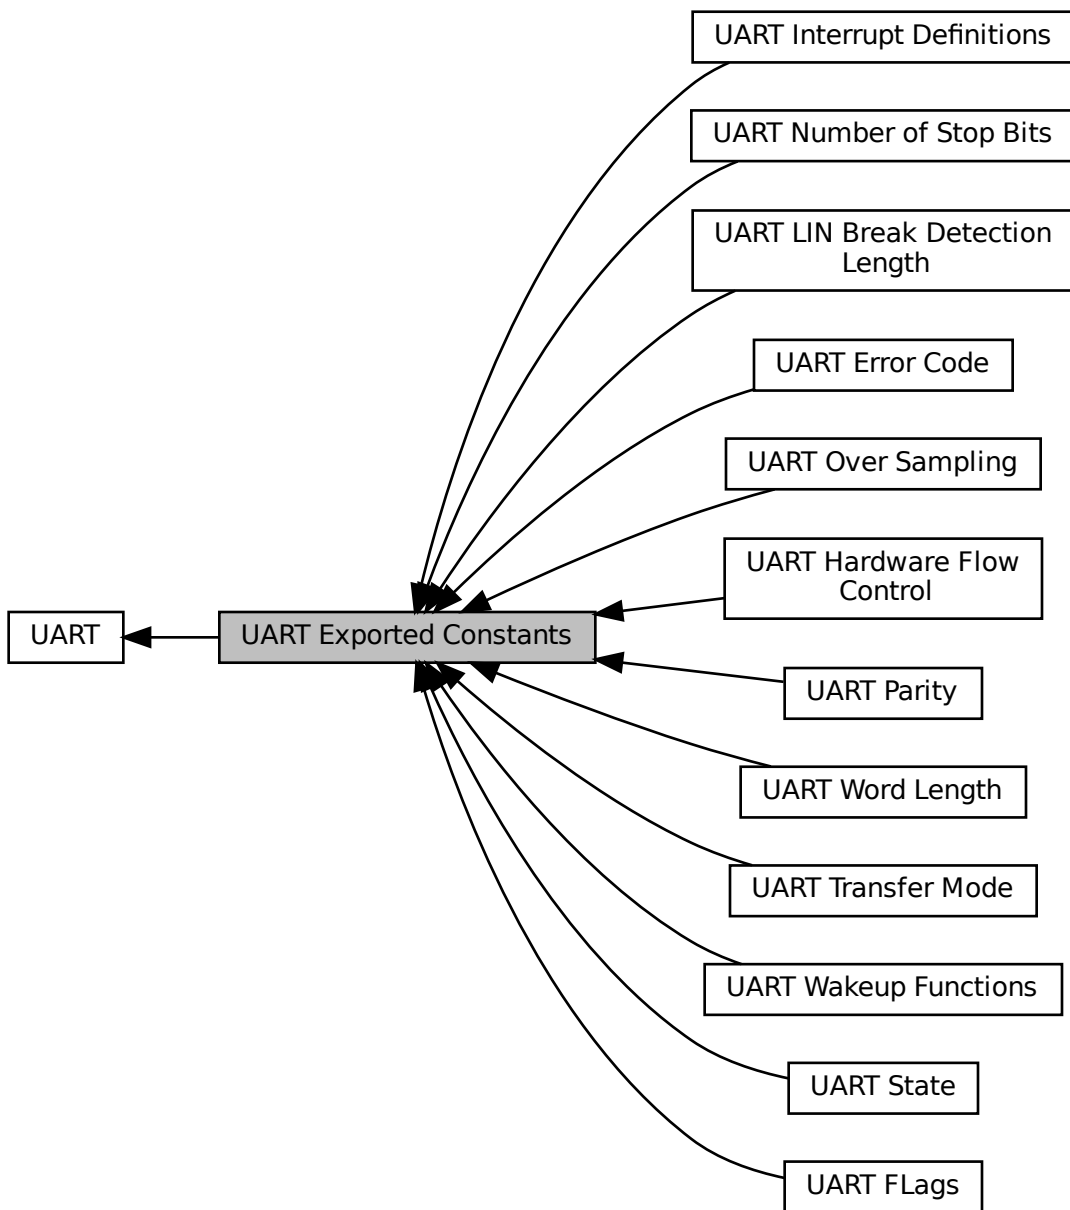 UART Interrupt Definitions
UART Number of Stop Bits
UART LIN Break Detection
Length
UART Error Code
UART Over Sampling
UART Hardware Flow
Control
UART
UART Exported Constants
UART Parity
UART Word Length
UART Transfer Mode
UART Wakeup Functions
UART State
UART FLags